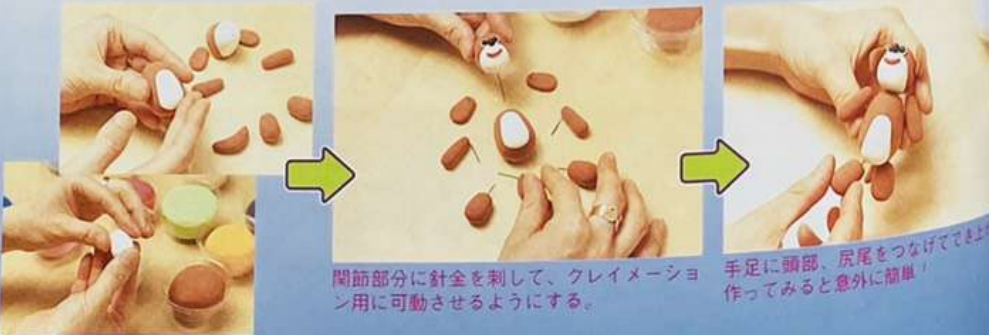 関節部分に針金を刺して、クレイメーショ
ン用に可動させるようにする。
手足に頭部、尻尾をつなげてでき上が
作ってみると意外に簡単!